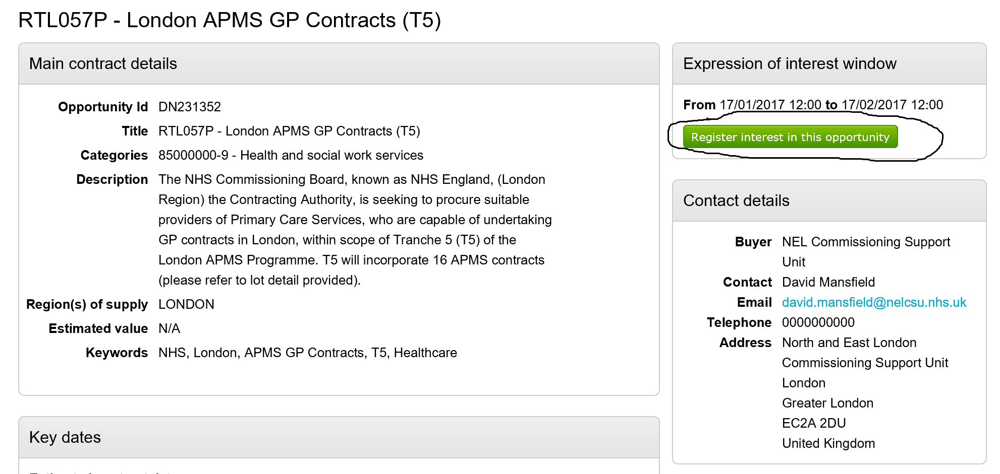 RTL057P - London APMS GP Contracts (T5)
Main contract details
Opportunity Id DN231352
Title RTL057P - London APMS GP Contracts (T5)
Categories 85000000-9 - Health and social work services
Description The NHS Commissioning Board, known as NHS England, (London
Region) the Contracting Authority, is seeking to procure suitable
providers of Primary Care Services, who are capable of undertaking
GP contracts in London, within scope of Tranche 5 (T5) of the
London APMS Programme. T5 will incorporate 16 APMS contracts
(please refer to lot detail provided).
Region(s) of supply LONDON
Estimated value N/A
Keywords NHS, London, APMS GP Contracts, T5, Healthcare
Key dates
Expression of interest window
From 17/01/2017 12:00 to 17/02/2017 12:00
Register interest in this opportunity
Contact details
Buyer NEL Commissioning Support
Unit
Contact David Mansfield
Email david.mansfield@nelcsu.nhs.uk
Telephone 0000000000
Address North and East London
Commissioning Support Unit
London
Greater London
EC2A 2DU
United Kingdom